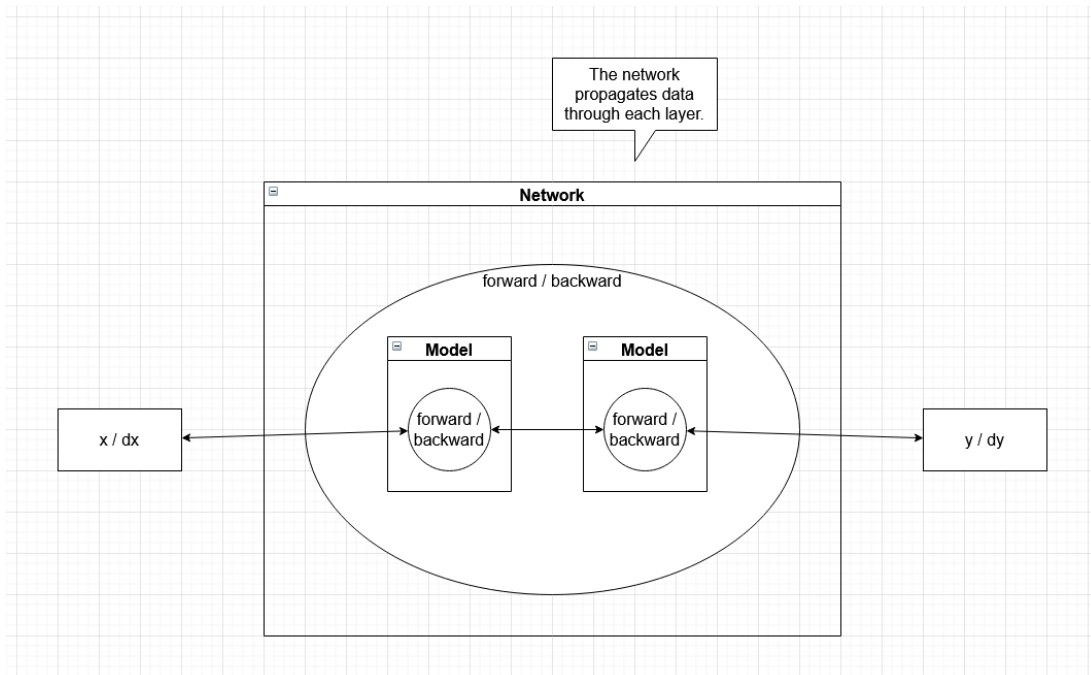 The network
propagates data
through each layer.
Network
forward / backward
Model
Model
forward /
backward
forward /
backward
x / dx
y / dy